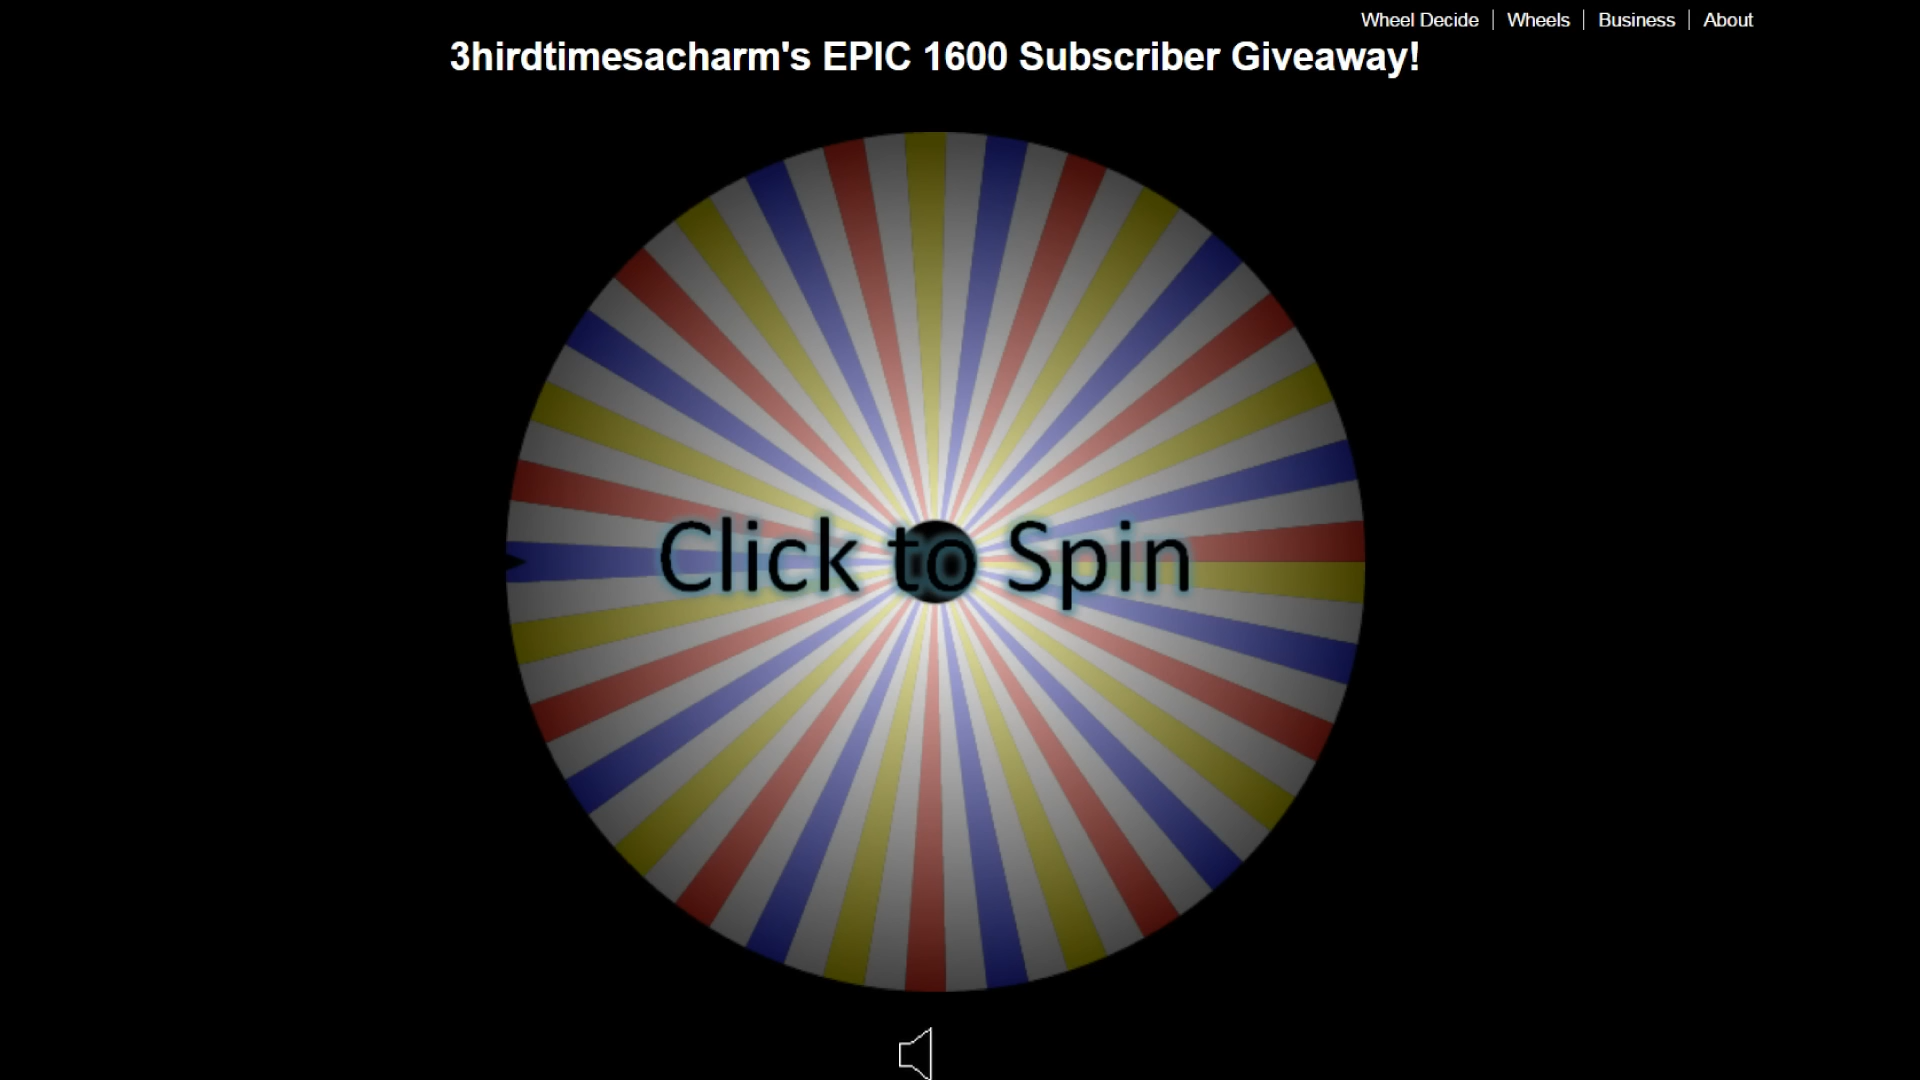 Wheel Decide | Wheels | Business | About
3hirdtimesacharm's EPIC 1600 Subscriber Giveaway!
Click to Spin